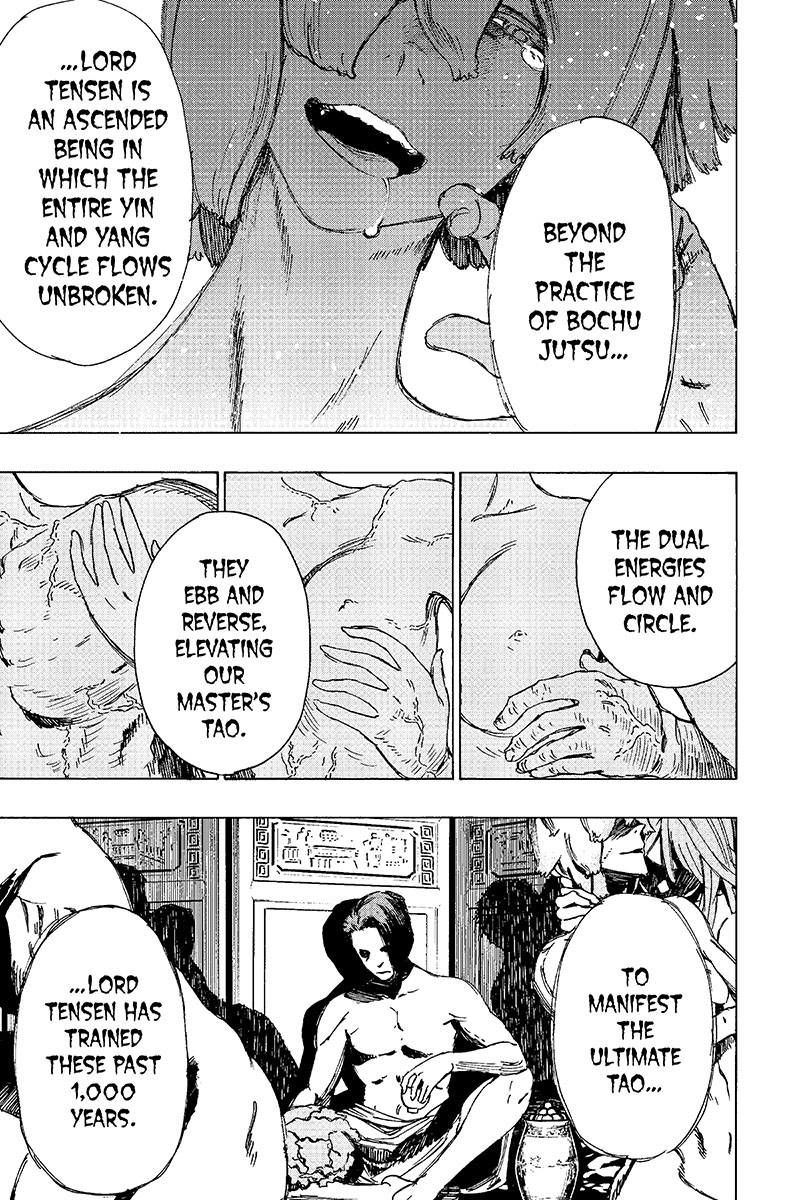 BEYOND
THE
PRACTICE
OF BOCHU
JUTSU...
...LORD
TENSEN IS
AN ASCENDED
BEING IN
WHICH THE
ENTIRE YIN
AND YANG
CYCLE FLOWS
UNBROKEN.
THE DUAL
ENERGIES
FLOW AND
CIRCLE.
THEY
EBB AND
REVERSE,
ELEVATING
OUR
MASTER'S
TAO.
TO
MANIFEST
THE
ULTIMATE
TAO...
...LORD
TENSEN HAS
TRAINED
THESE PAST
1,000
YEARS.